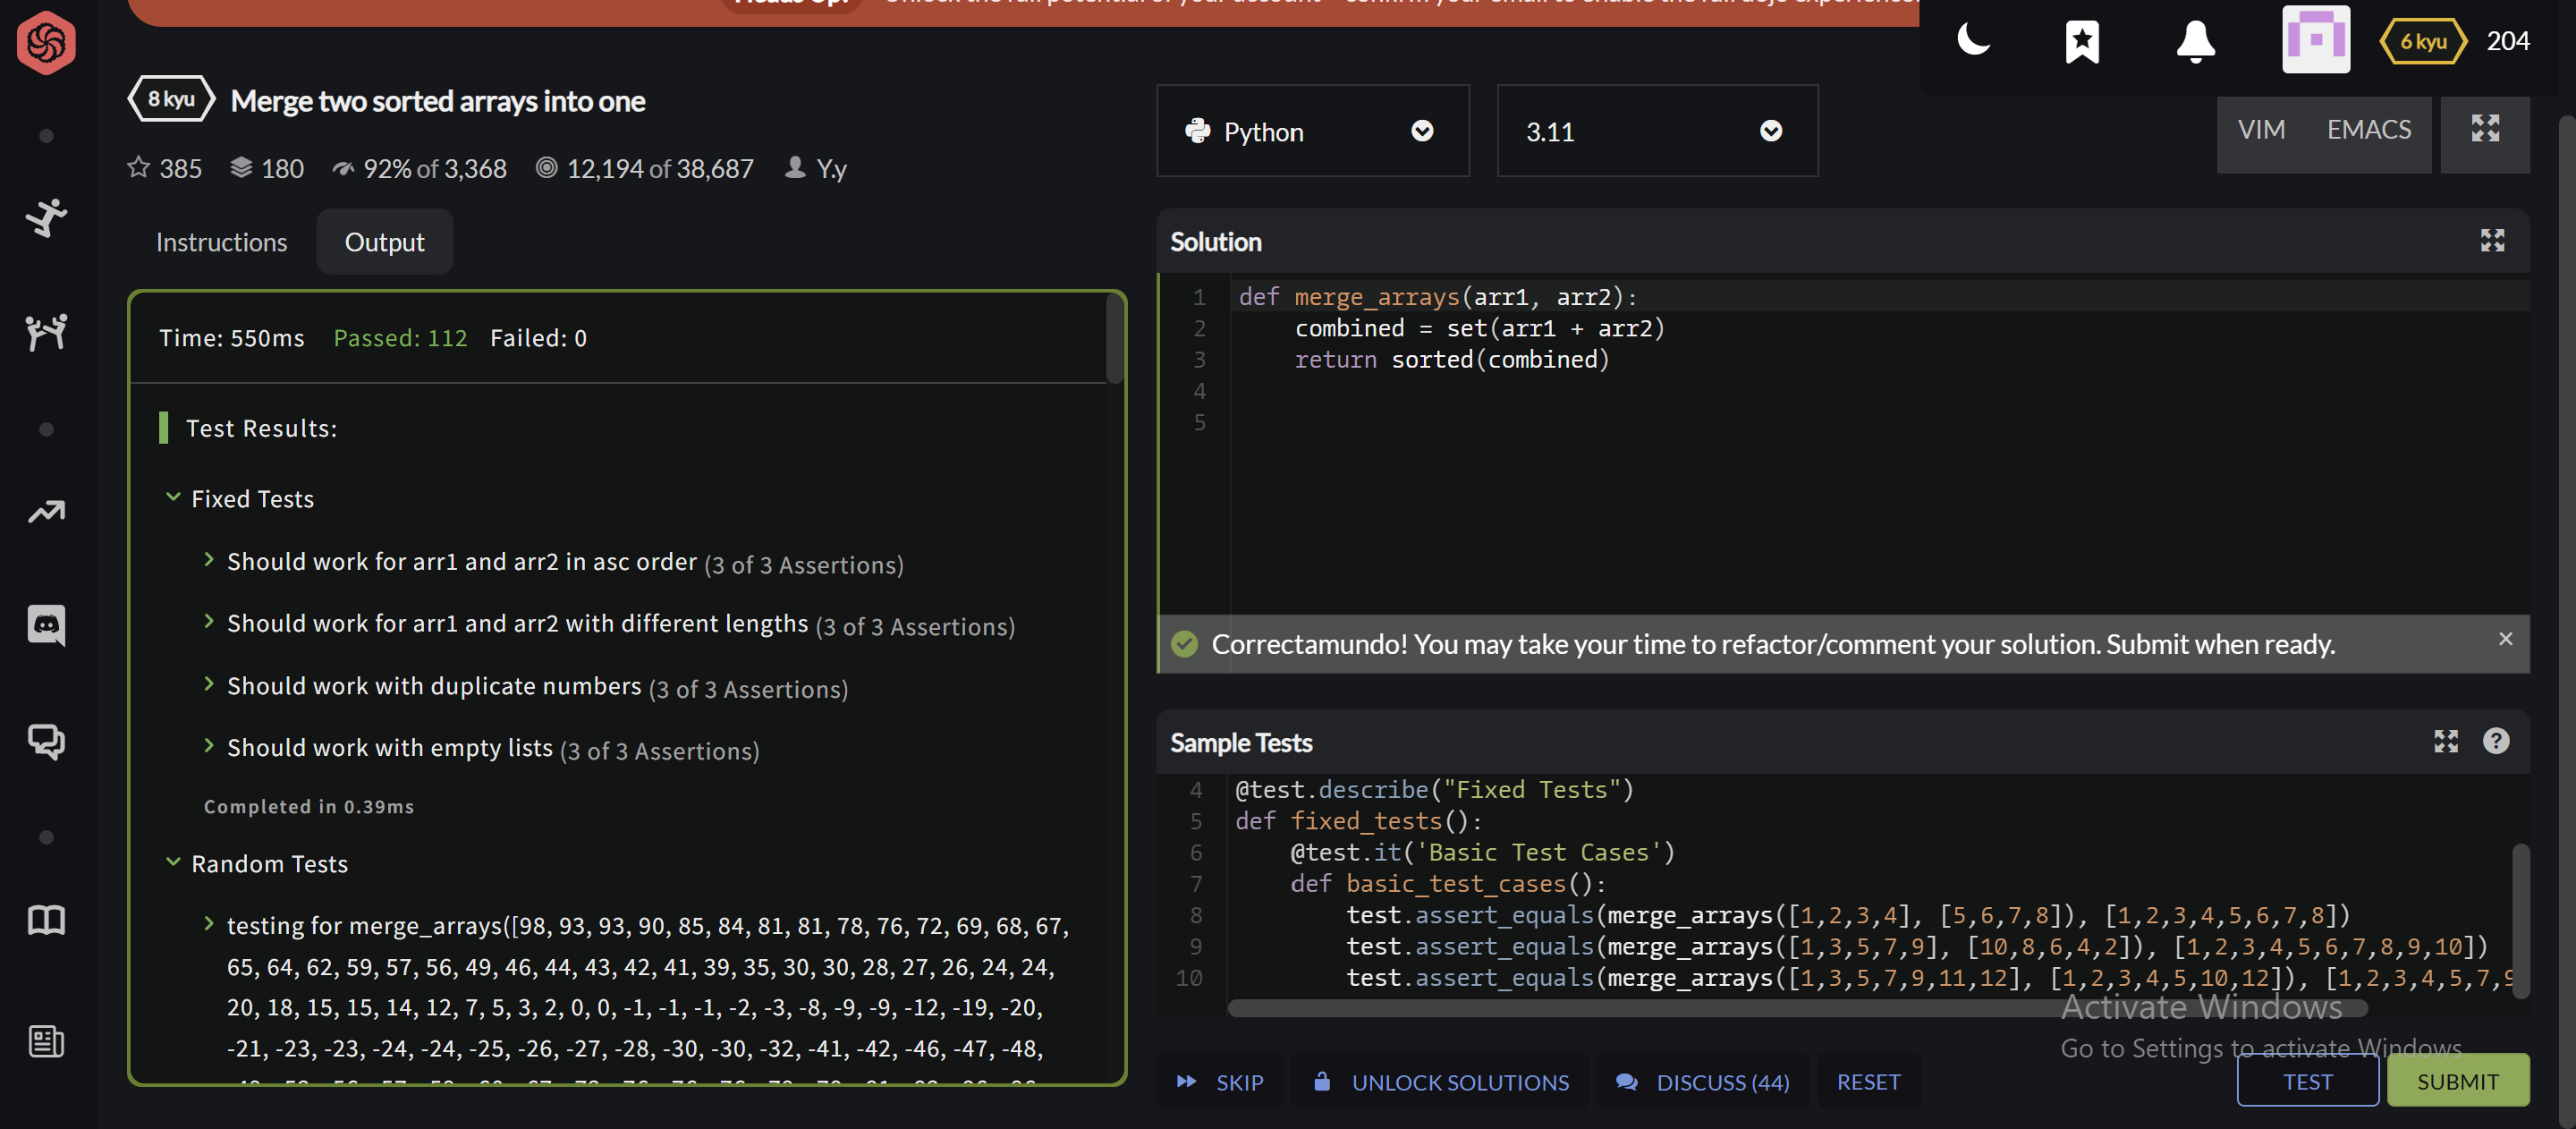 Heads Up!
6 kyu 204
8 kyu Merge two sorted arrays into one
385 180 92% of 3,368 12,194 of 38,687 Y.y
Python 3.11 VIM EMACS
Instructions Output
Time: 550ms Passed: 112 Failed: 0
Test Results:
Fixed Tests
Should work for arr1 and arr2 in asc order (3 of 3 Assertions)
Should work for arr1 and arr2 with different lengths (3 of 3 Assertions)
Should work with duplicate numbers (3 of 3 Assertions)
Should work with empty lists (3 of 3 Assertions)
Completed in 0.39ms
Random Tests
testing for merge_arrays([98, 93, 93, 90, 85, 84, 81, 81, 78, 76, 72, 69, 68, 67,
65, 64, 62, 59, 57, 56, 49, 46, 44, 43, 42, 41, 39, 35, 30, 30, 28, 27, 26, 24, 24,
20, 18, 15, 15, 14, 12, 7, 5, 3, 2, 0, 0, -1, -1, -1, -2, -3, -8, -9, -9, -12, -19, -20,
-21, -23, -23, -24, -24, -25, -26, -27, -28, -30, -30, -32, -41, -42, -46, -47, -48,
Solution
1 def merge_arrays(arr1, arr2):
2     combined = set(arr1 + arr2)
3     return sorted(combined)
4
5
Correctamundo! You may take your time to refactor/comment your solution. Submit when ready. ×
Sample Tests ?
4 @test.describe("Fixed Tests")
5 def fixed_tests():
6     @test.it('Basic Test Cases')
7     def basic_test_cases():
8         test.assert_equals(merge_arrays([1,2,3,4], [5,6,7,8]), [1,2,3,4,5,6,7,8])
9         test.assert_equals(merge_arrays([1,3,5,7,9], [10,8,6,4,2]), [1,2,3,4,5,6,7,8,9,10])
10         test.assert_equals(merge_arrays([1,3,5,7,9,11,12], [1,2,3,4,5,10,12]), [1,2,3,4,5,7,9
Activate Windows
Go to Settings to activate Windows.
SKIP UNLOCK SOLUTIONS DISCUSS (44) RESET TEST SUBMIT